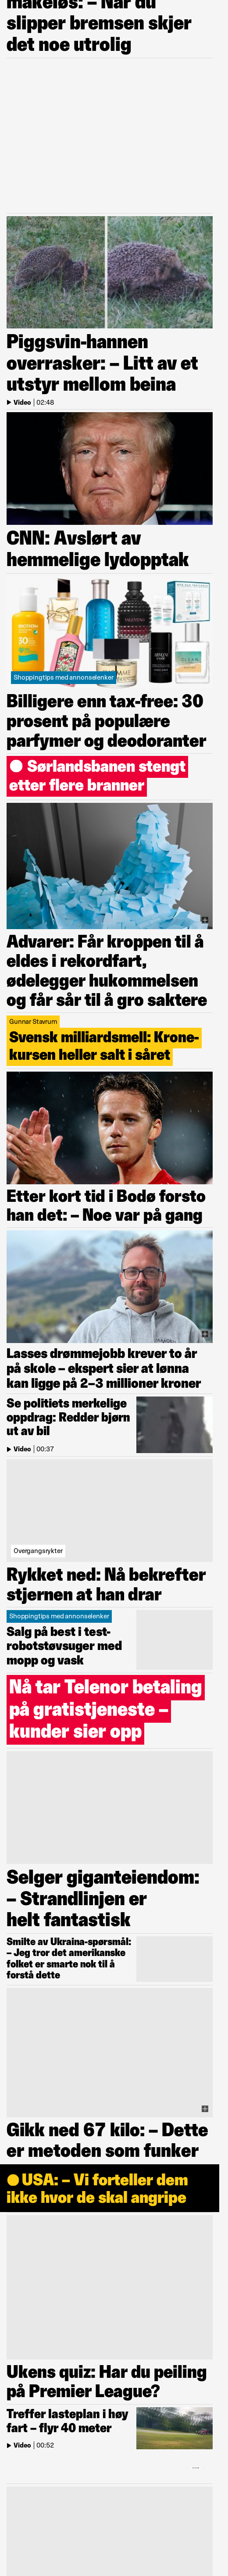 makeløs: – Når du
slipper bremsen skjer
det noe utrolig
Piggsvin-hannen
overrasker: – Litt av et
utstyr mellom beina
Video | 02:48
CNN: Avslørt av
hemmelige lydopptak
Shoppingtips med annonselenker
Billigere enn tax-free: 30
prosent på populære
parfymer og deodoranter
Sørlandsbanen stengt
etter flere branner
Advarer: Får kroppen til å
eldes i rekordfart,
ødelegger hukommelsen
og får sår til å gro saktere
Gunnar Stavrum
Svensk milliardsmell: Krone-
kursen heller salt i såret
Etter kort tid i Bodø forsto
han det: – Noe var på gang
Lasses drømmejobb krever to år
på skole – ekspert sier at lønna
kan ligge på 2–3 millioner kroner
Se politiets merkelige
oppdrag: Redder bjørn
ut av bil
Video | 00:37
Overgangsrykter
Rykket ned: Nå bekrefter
stjernen at han drar
Shoppingtips med annonselenker
Salg på best i test-
robotstøvsuger med
mopp og vask
Nå tar Telenor betaling
på gratistjeneste –
kunder sier opp
Selger giganteiendom:
– Strandlinjen er
helt fantastisk
Smilte av Ukraina-spørsmål:
– Jeg tror det amerikanske
folket er smarte nok til å
forstå dette
Gikk ned 67 kilo: – Dette
er metoden som funker
USA: – Vi forteller dem
ikke hvor de skal angripe
Ukens quiz: Har du peiling
på Premier League?
Treffer lasteplan i høy
fart – flyr 40 meter
Video | 00:52